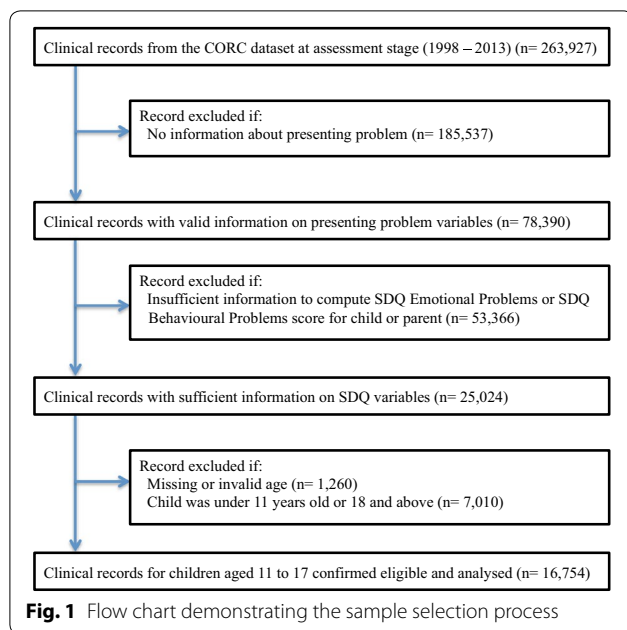 Clinical records from the CORC dataset at assessment stage (1998 – 2013) (n= 263,927)
Record excluded if:
No information about presenting problem (n= 185,537)
Clinical records with valid information on presenting problem variables (n= 78,390)
Record excluded if:
Insufficient information to compute SDQ Emotional Problems or SDQ
Behavioural Problems score for child or parent (n= 53,366)
Clinical records with sufficient information on SDQ variables (n= 25,024)
Record excluded if:
Missing or invalid age (n= 1,260)
Child was under 11 years old or 18 and above (n= 7,010)
Clinical records for children aged 11 to 17 confirmed eligible and analysed (n= 16,754)
Fig. 1 Flow chart demonstrating the sample selection process